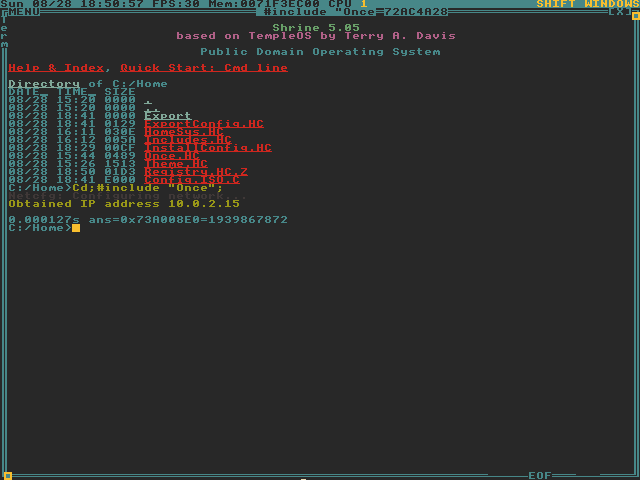 Sun 08/28 18:50:57 FPS:30 Mem:0071F3EC00 CPU 1 SHIFT WINDOWS
MENU #include "Once 72AC4A28 [X]
Term
Shrine 5.05
based on TempleOS by Terry A. Davis
Public Domain Operating System
Help & Index, Quick Start: Cmd line
Directory of C:/Home
DATE_ TIME_ SIZE
08/28 15:20 0000 .
08/28 15:20 0000 ..
08/28 18:41 0000 Export
08/28 18:41 0129 ExportConfig.HC
08/28 16:11 030E HomeSys.HC
08/28 16:12 005A Includes.HC
08/28 18:29 00CF InstallConfig.HC
08/28 15:44 0489 Once.HC
08/28 15:26 1513 Theme.HC
08/28 18:50 01D3 Registry.HC.Z
08/28 18:41 E000 Config.ISO.C
C:/Home>Cd;#include "Once";
Netcfg: Configuring network...
Obtained IP address 10.0.2.15
0.000127s ans=0x73A008E0=1939867872
C:/Home>
EOF